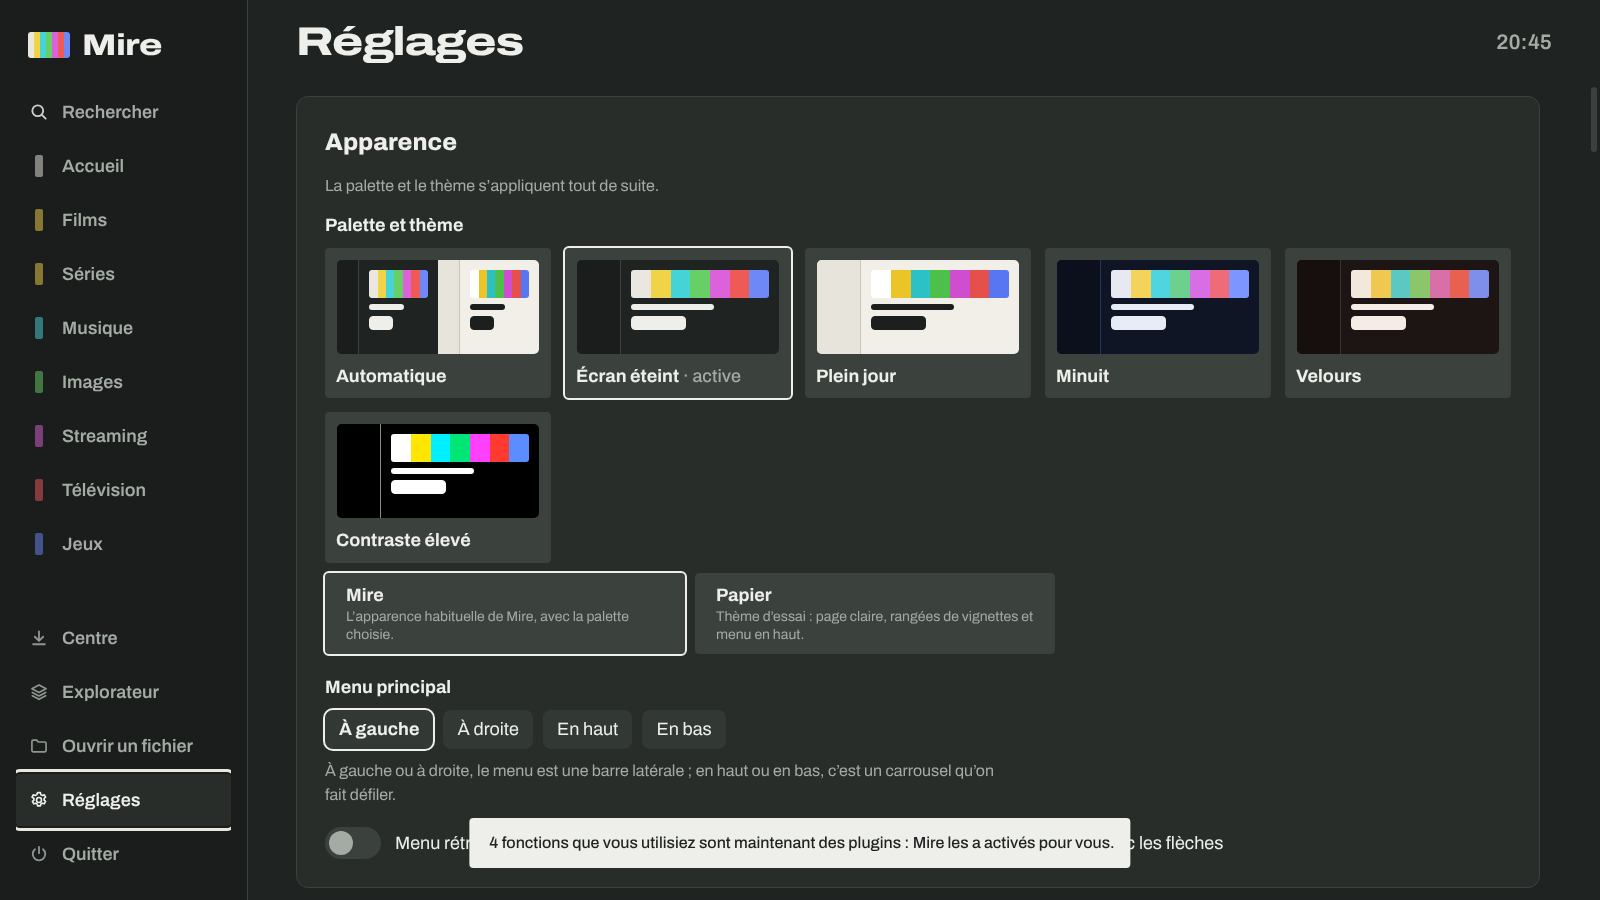 Mire
Réglages
20:45
Rechercher
Accueil
Films
Séries
Musique
Images
Streaming
Télévision
Jeux
Centre
Explorateur
Ouvrir un fichier
Réglages
Quitter
Apparence
La palette et le thème s’appliquent tout de suite.
Palette et thème
Automatique
Écran éteint · active
Plein jour
Minuit
Velours
Contraste élevé
Mire
L’apparence habituelle de Mire, avec la palette
choisie.
Papier
Thème d’essai : page claire, rangées de vignettes et
menu en haut.
Menu principal
À gauche
À droite
En haut
En bas
À gauche ou à droite, le menu est une barre latérale ; en haut ou en bas, c’est un carrousel qu’on
fait défiler.
Menu
4 fonctions que vous utilisiez sont maintenant des plugins : Mire les a activés pour vous.
les flèches